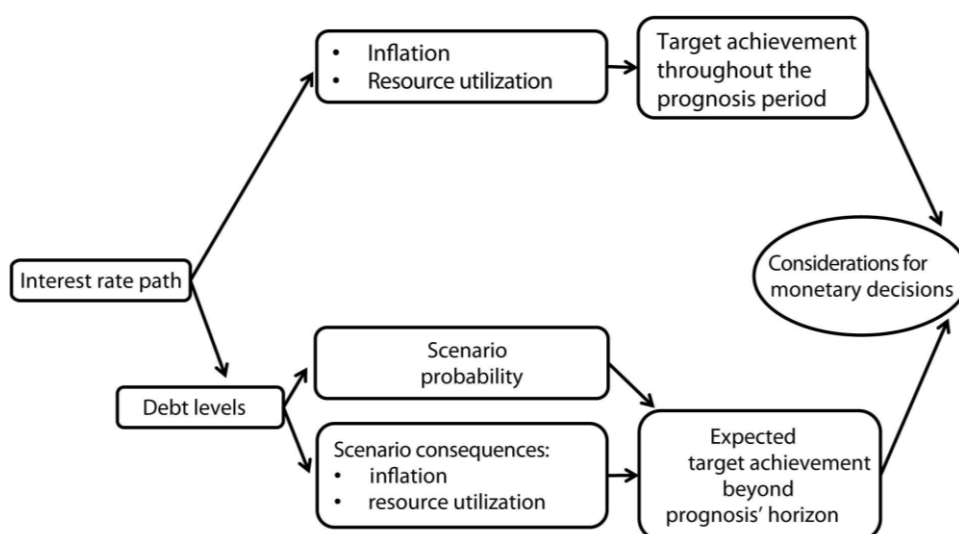 • Inflation
• Resource utilization
Target achievement
throughout the
prognosis period
Interest rate path
Considerations for
monetary decisions
Debt levels
Scenario
probability
Scenario consequences:
• inflation
• resource utilization
Expected
target achievement
beyond
prognosis' horizon